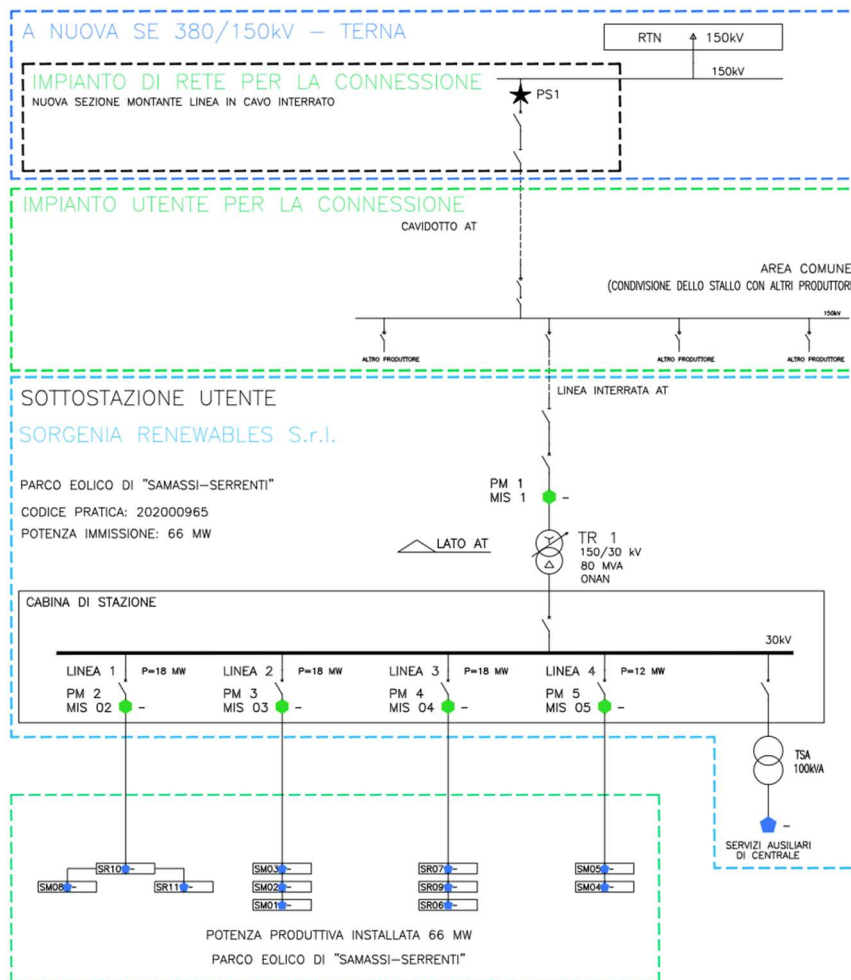 A NUOVA SE 380/150kV – TERNA
RTN 150kV
150kV
IMPIANTO DI RETE PER LA CONNESSIONE
NUOVA SEZIONE MONTANTE LINEA IN CAVO INTERRATO
PS1
IMPIANTO UTENTE PER LA CONNESSIONE
CAVIDOTTO AT
AREA COMUNE
(CONDIVISIONE DELLO STALLO CON ALTRI PRODUTTORI
150kV
ALTRO PRODUTTORE
ALTRO PRODUTTORE
ALTRO PRODUTTORE
LINEA INTERRATA AT
SOTTOSTAZIONE UTENTE
SORGENIA RENEWABLES S.r.l.
PARCO EOLICO DI "SAMASSI–SERRENTI"
CODICE PRATICA: 202000965
POTENZA IMMISSIONE: 66 MW
PM 1
MIS 1 –
LATO AT
TR 1
150/30 kV
80 MVA
ONAN
CABINA DI STAZIONE
30kV
LINEA 1 P=18 MW
PM 2
MIS 02 –
LINEA 2 P=18 MW
PM 3
MIS 03 –
LINEA 3 P=18 MW
PM 4
MIS 04 –
LINEA 4 P=12 MW
PM 5
MIS 05 –
TSA
100kVA
–
SERVIZI AUSILIARI
DI CENTRALE
SR10 –
SM08 –
SR11 –
SM03 –
SM02 –
SM01 –
SR07 –
SR09 –
SR06 –
SM05 –
SM04 –
POTENZA PRODUTTIVA INSTALLATA 66 MW
PARCO EOLICO DI "SAMASSI–SERRENTI"